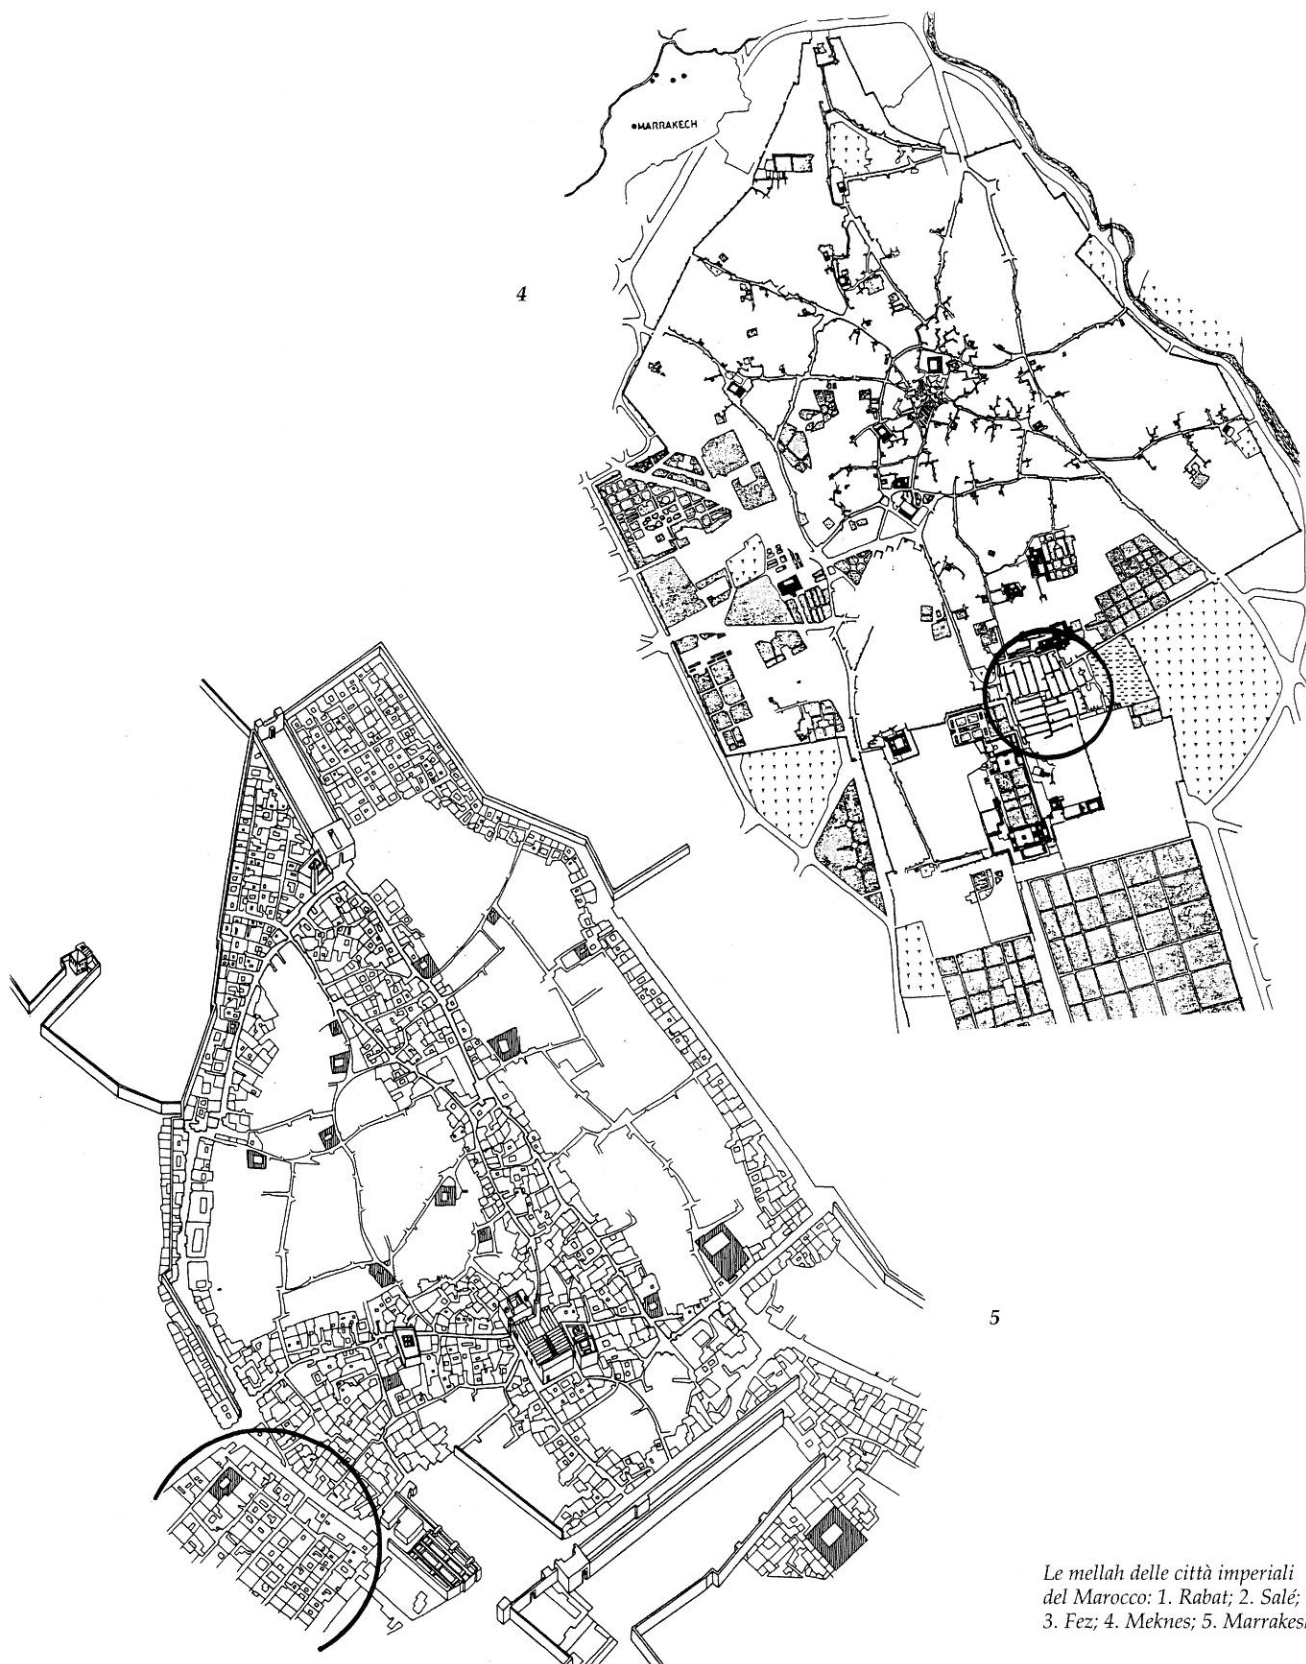 MARRAKECH
4
5
Le mellah delle città imperiali
del Marocco: 1. Rabat; 2. Salé;
3. Fez; 4. Meknes; 5. Marrakesh